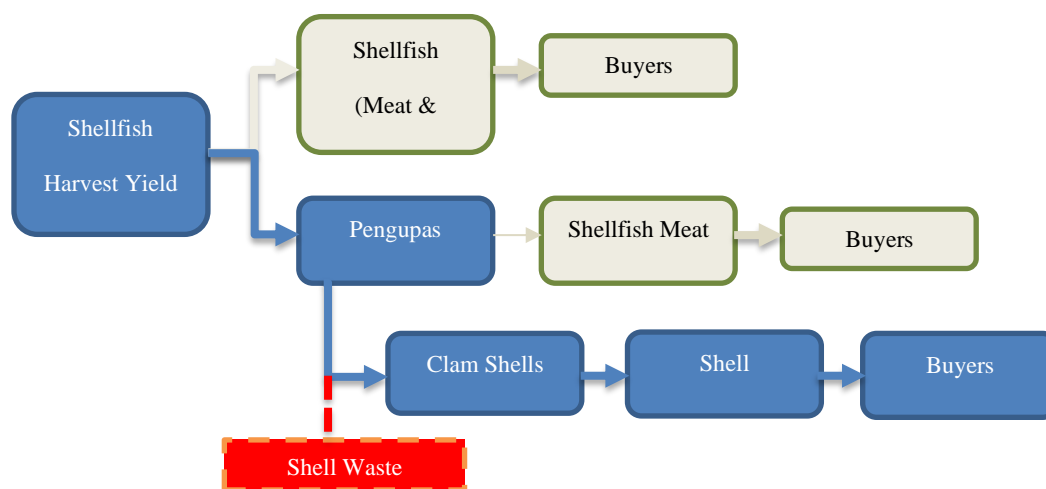 Shellfish
(Meat &
Buyers
Shellfish
Harvest Yield
Pengupas
Shellfish Meat
Buyers
Clam Shells
Shell
Buyers
Shell Waste